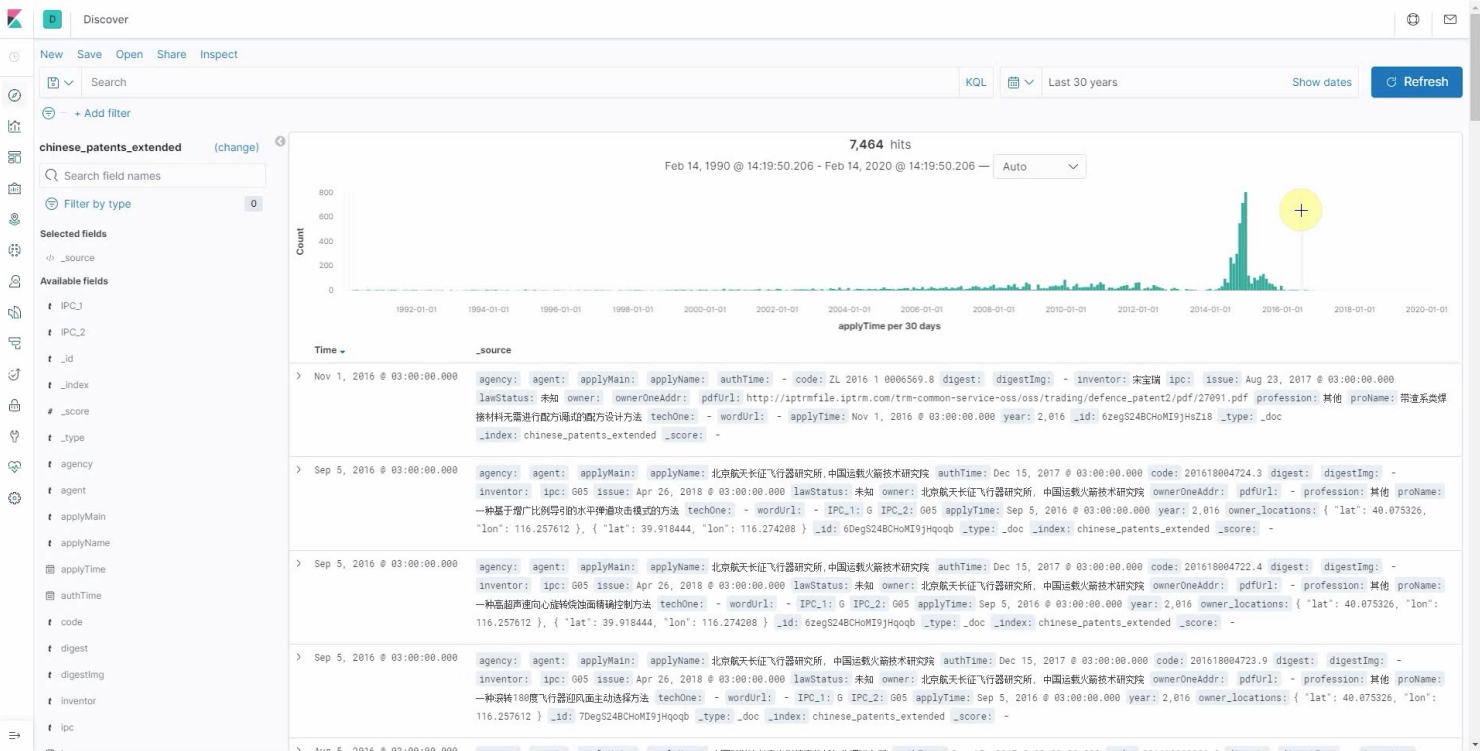 D Discover
New Save Open Share Inspect
Search KQL Last 30 years Show dates Refresh
+ Add filter
chinese_patents_extended (change)
Search field names
Filter by type 0
Selected fields
_source
Available fields
t IPC_1
t IPC_2
t _id
t _index
# _score
t _type
t agency
t agent
t applyMain
t applyName
applyTime
authTime
t code
t digest
t digestImg
t inventor
t ipc
7,464 hits
Feb 14, 1990 @ 14:19:50.206 - Feb 14, 2020 @ 14:19:50.206 — Auto
Count
800
600
400
200
0
1992-01-01 1994-01-01 1996-01-01 1998-01-01 2000-01-01 2002-01-01 2004-01-01 2006-01-01 2008-01-01 2010-01-01 2012-01-01 2014-01-01 2016-01-01 2018-01-01 2020-01-01
applyTime per 30 days
Time _source
Nov 1, 2016 @ 03:00:00.000 agency: agent: applyMain: applyName: authTime: - code: ZL 2016 1 0006569.8 digest: digestImg: - inventor: 宋宝瑞 ipc: issue: Aug 23, 2017 @ 03:00:00.000
lawStatus: 未知 owner: ownerOneAddr: pdfUrl: http://iptrmfile.iptrm.com/trm-common-service-oss/oss/trading/defence_patent2/pdf/27091.pdf profession: 其他 proName: 带渣系类焊
接材料无需进行配方调试的配方设计方法 techOne: - wordUrl: - applyTime: Nov 1, 2016 @ 03:00:00.000 year: 2,016 _id: 6zegS24BCHoMI9jHsZi8 _type: _doc
_index: chinese_patents_extended _score: -
Sep 5, 2016 @ 03:00:00.000 agency: agent: applyMain: applyName: 北京航天长征飞行器研究所,中国运载火箭技术研究院 authTime: Dec 15, 2017 @ 03:00:00.000 code: 201618004724.3 digest: digestImg: -
inventor: ipc: G05 issue: Apr 26, 2018 @ 03:00:00.000 lawStatus: 未知 owner: 北京航天长征飞行器研究所, 中国运载火箭技术研究院 ownerOneAddr: pdfUrl: - profession: 其他 proName:
一种基于增广比例导引的水平弹道攻击模式的方法 techOne: - wordUrl: - IPC_1: G IPC_2: G05 applyTime: Sep 5, 2016 @ 03:00:00.000 year: 2,016 owner_locations: { "lat": 40.075326,
"lon": 116.257612 }, { "lat": 39.918444, "lon": 116.274208 } _id: 6DegS24BCHoMI9jHqoqb _type: _doc _index: chinese_patents_extended _score: -
Sep 5, 2016 @ 03:00:00.000 agency: agent: applyMain: applyName: 北京航天长征飞行器研究所,中国运载火箭技术研究院 authTime: Dec 15, 2017 @ 03:00:00.000 code: 201618004722.4 digest: digestImg: -
inventor: ipc: G05 issue: Apr 26, 2018 @ 03:00:00.000 lawStatus: 未知 owner: 北京航天长征飞行器研究所, 中国运载火箭技术研究院 ownerOneAddr: pdfUrl: - profession: 其他 proName:
一种高超声速向心旋转烧蚀面精确控制方法 techOne: - wordUrl: - IPC_1: G IPC_2: G05 applyTime: Sep 5, 2016 @ 03:00:00.000 year: 2,016 owner_locations: { "lat": 40.075326, "lon":
116.257612 }, { "lat": 39.918444, "lon": 116.274208 } _id: 6zegS24BCHoMI9jHqoqb _type: _doc _index: chinese_patents_extended _score: -
Sep 5, 2016 @ 03:00:00.000 agency: agent: applyMain: applyName: 北京航天长征飞行器研究所, 中国运载火箭技术研究院 authTime: Dec 15, 2017 @ 03:00:00.000 code: 201618004723.9 digest: digestImg: -
inventor: ipc: G05 issue: Apr 26, 2018 @ 03:00:00.000 lawStatus: 未知 owner: 北京航天长征飞行器研究所, 中国运载火箭技术研究院 ownerOneAddr: pdfUrl: - profession: 其他 proName:
一种滚转180度飞行器迎风面主动选择方法 techOne: - wordUrl: - IPC_1: G IPC_2: G05 applyTime: Sep 5, 2016 @ 03:00:00.000 year: 2,016 owner_locations: { "lat": 40.075326, "lon":
116.257612 } _id: 7DegS24BCHoMI9jHqoqb _type: _doc _index: chinese_patents_extended _score: -